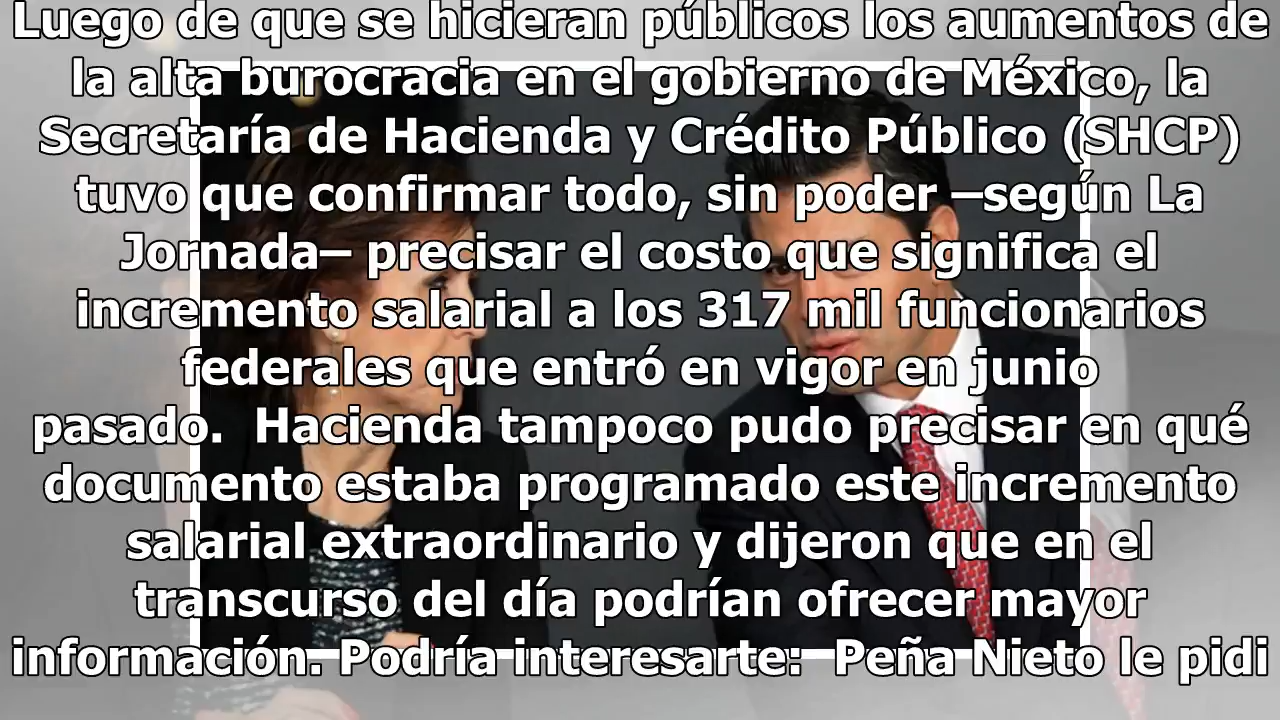 Luego de que se hicieran públicos los aumentos de
la alta burocracia en el gobierno de México, la
Secretaría de Hacienda y Crédito Público (SHCP)
tuvo que confirmar todo, sin poder –según La
Jornada– precisar el costo que significa el
incremento salarial a los 317 mil funcionarios
federales que entró en vigor en junio
pasado.  Hacienda tampoco pudo precisar en qué
documento estaba programado este incremento
salarial extraordinario y dijeron que en el
transcurso del día podrían ofrecer mayor
información. Podría interesarte:  Peña Nieto le pidi